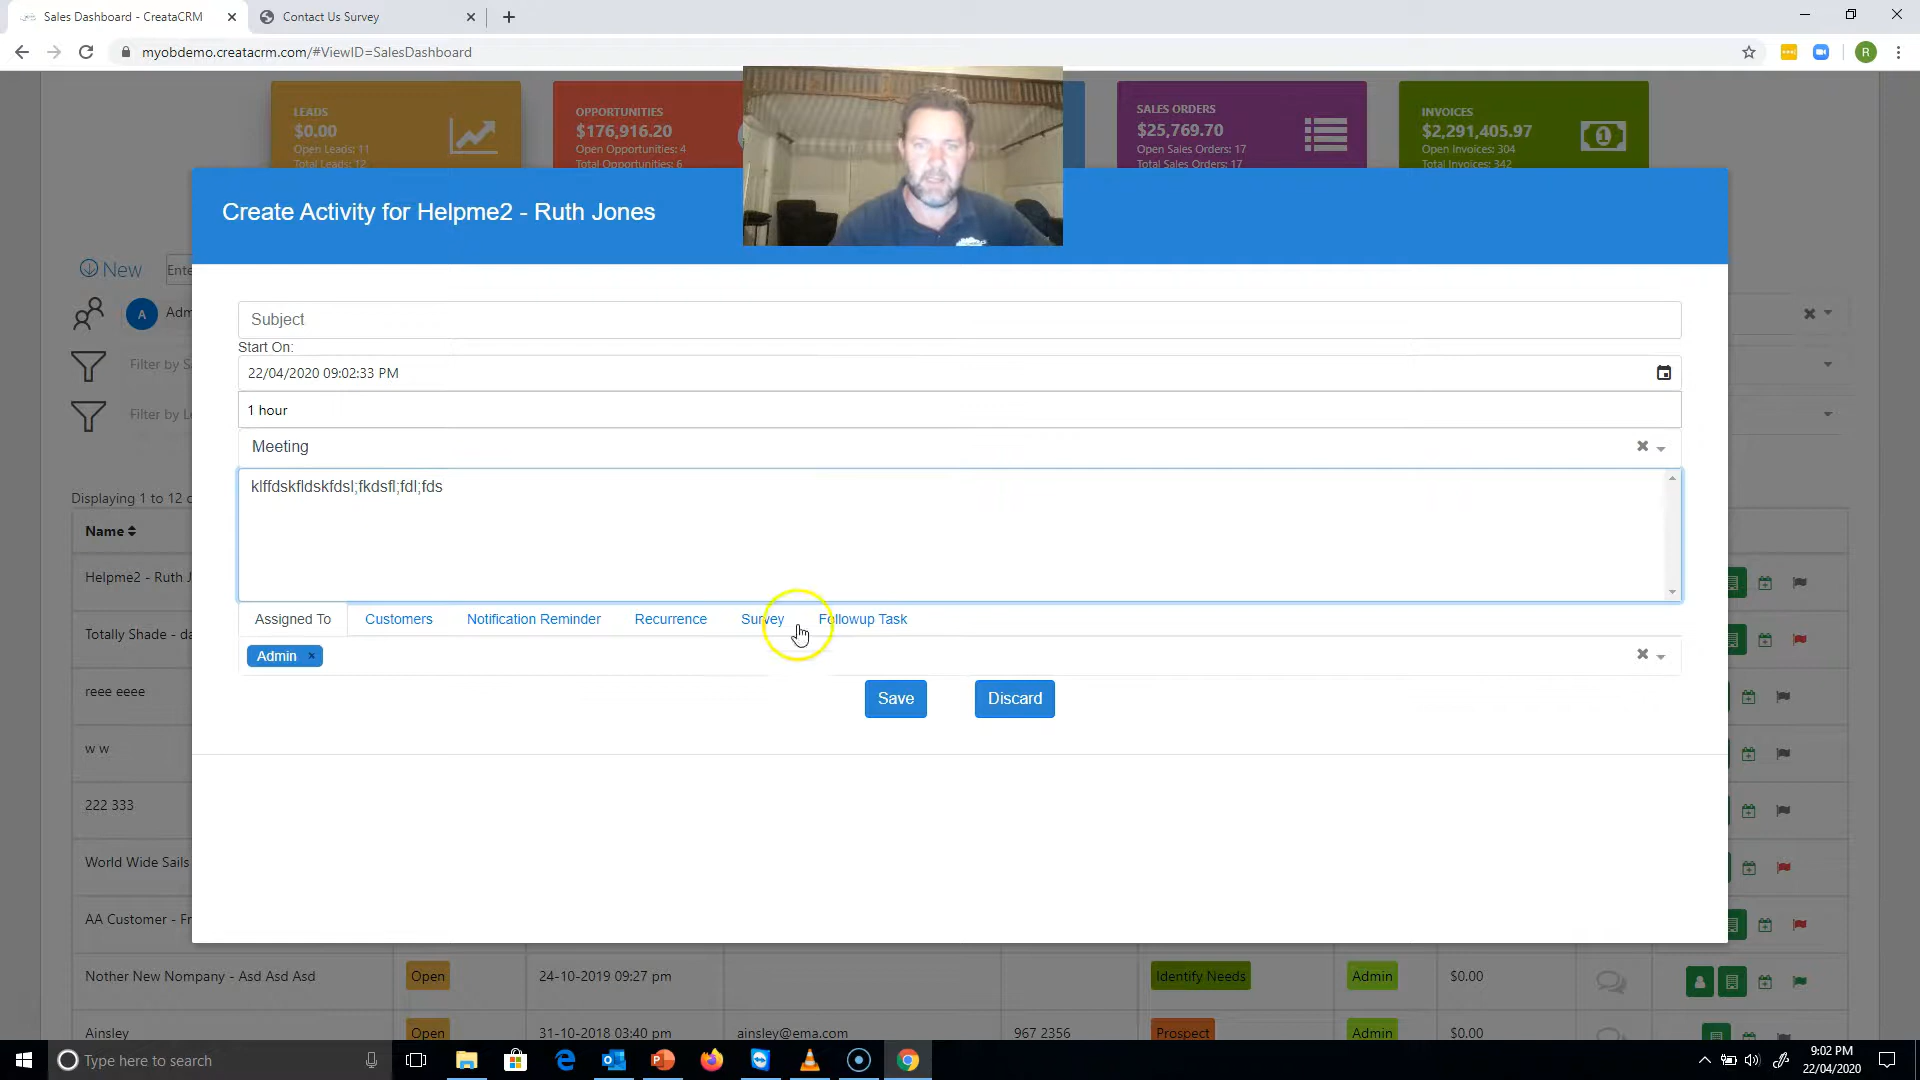 Sales Dashboard - CreataCRM
Contact Us Survey
myobdemo.creatacrm.com/#ViewID=SalesDashboard
R
LEADS
$0.00
Open Leads: 11
Total Leads: 12
OPPORTUNITIES
$176,916.20
Open Opportunities: 4
Total Opportunities: 6
SALES ORDERS
$25,769.70
Open Sales Orders: 17
Total Sales Orders: 17
INVOICES
$2,291,405.97
Open Invoices: 304
Total Invoices: 342
Create Activity for Helpme2 - Ruth Jones
New
Ente
A Adm
Filter by S
Filter by L
Subject
Start On:
22/04/2020 09:02:33 PM
1 hour
Meeting
klffdskfldskfdsl;fkdsfl;fdl;fds
Assigned To Customers Notification Reminder Recurrence Survey Followup Task
Admin ×
Save Discard
Displaying 1 to 12 o
Name
Helpme2 - Ruth J
Totally Shade - da
reee eeee
w w
222 333
World Wide Sails
AA Customer - Fr
Nother New Nompany - Asd Asd Asd Open 24-10-2019 09:27 pm Identify Needs Admin $0.00
Ainsley Open 31-10-2018 03:40 pm ainsley@ema.com 967 2356 Prospect Admin $0.00
Type here to search
9:02 PM
22/04/2020